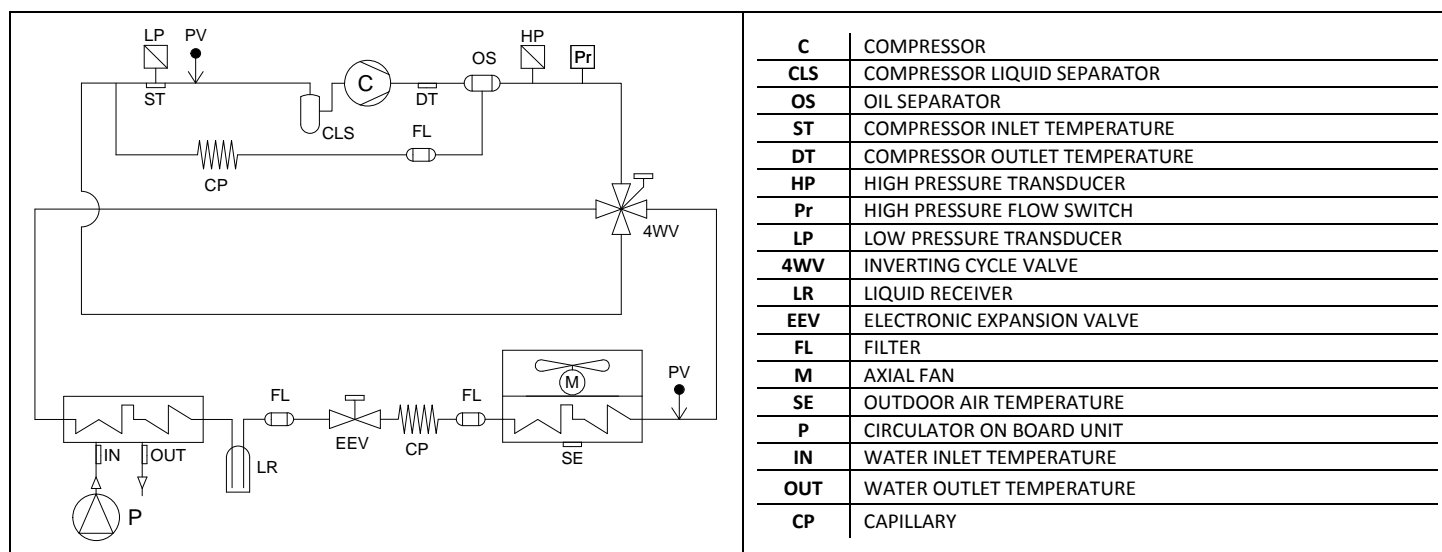 LP
PV
HP
OS
Pr
C
ST
DT
CLS
FL
CP
4WV
PV
M
FL
FL
EEV
CP
SE
IN
OUT
LR
P
C COMPRESSOR
CLS COMPRESSOR LIQUID SEPARATOR
OS OIL SEPARATOR
ST COMPRESSOR INLET TEMPERATURE
DT COMPRESSOR OUTLET TEMPERATURE
HP HIGH PRESSURE TRANSDUCER
Pr HIGH PRESSURE FLOW SWITCH
LP LOW PRESSURE TRANSDUCER
4WV INVERTING CYCLE VALVE
LR LIQUID RECEIVER
EEV ELECTRONIC EXPANSION VALVE
FL FILTER
M AXIAL FAN
SE OUTDOOR AIR TEMPERATURE
P CIRCULATOR ON BOARD UNIT
IN WATER INLET TEMPERATURE
OUT WATER OUTLET TEMPERATURE
CP CAPILLARY